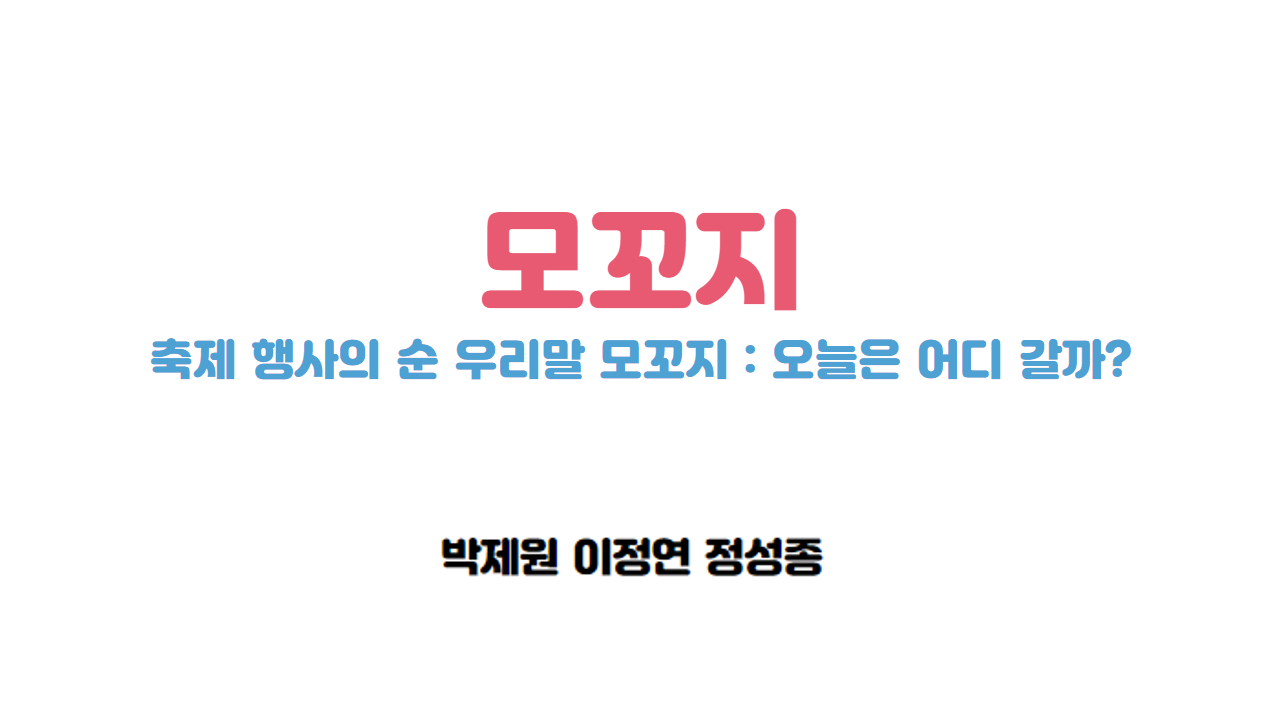 모꼬지
축제 행사의 순 우리말 모꼬지 : 오늘은 어디 갈까?
박제원 이정연 정성종